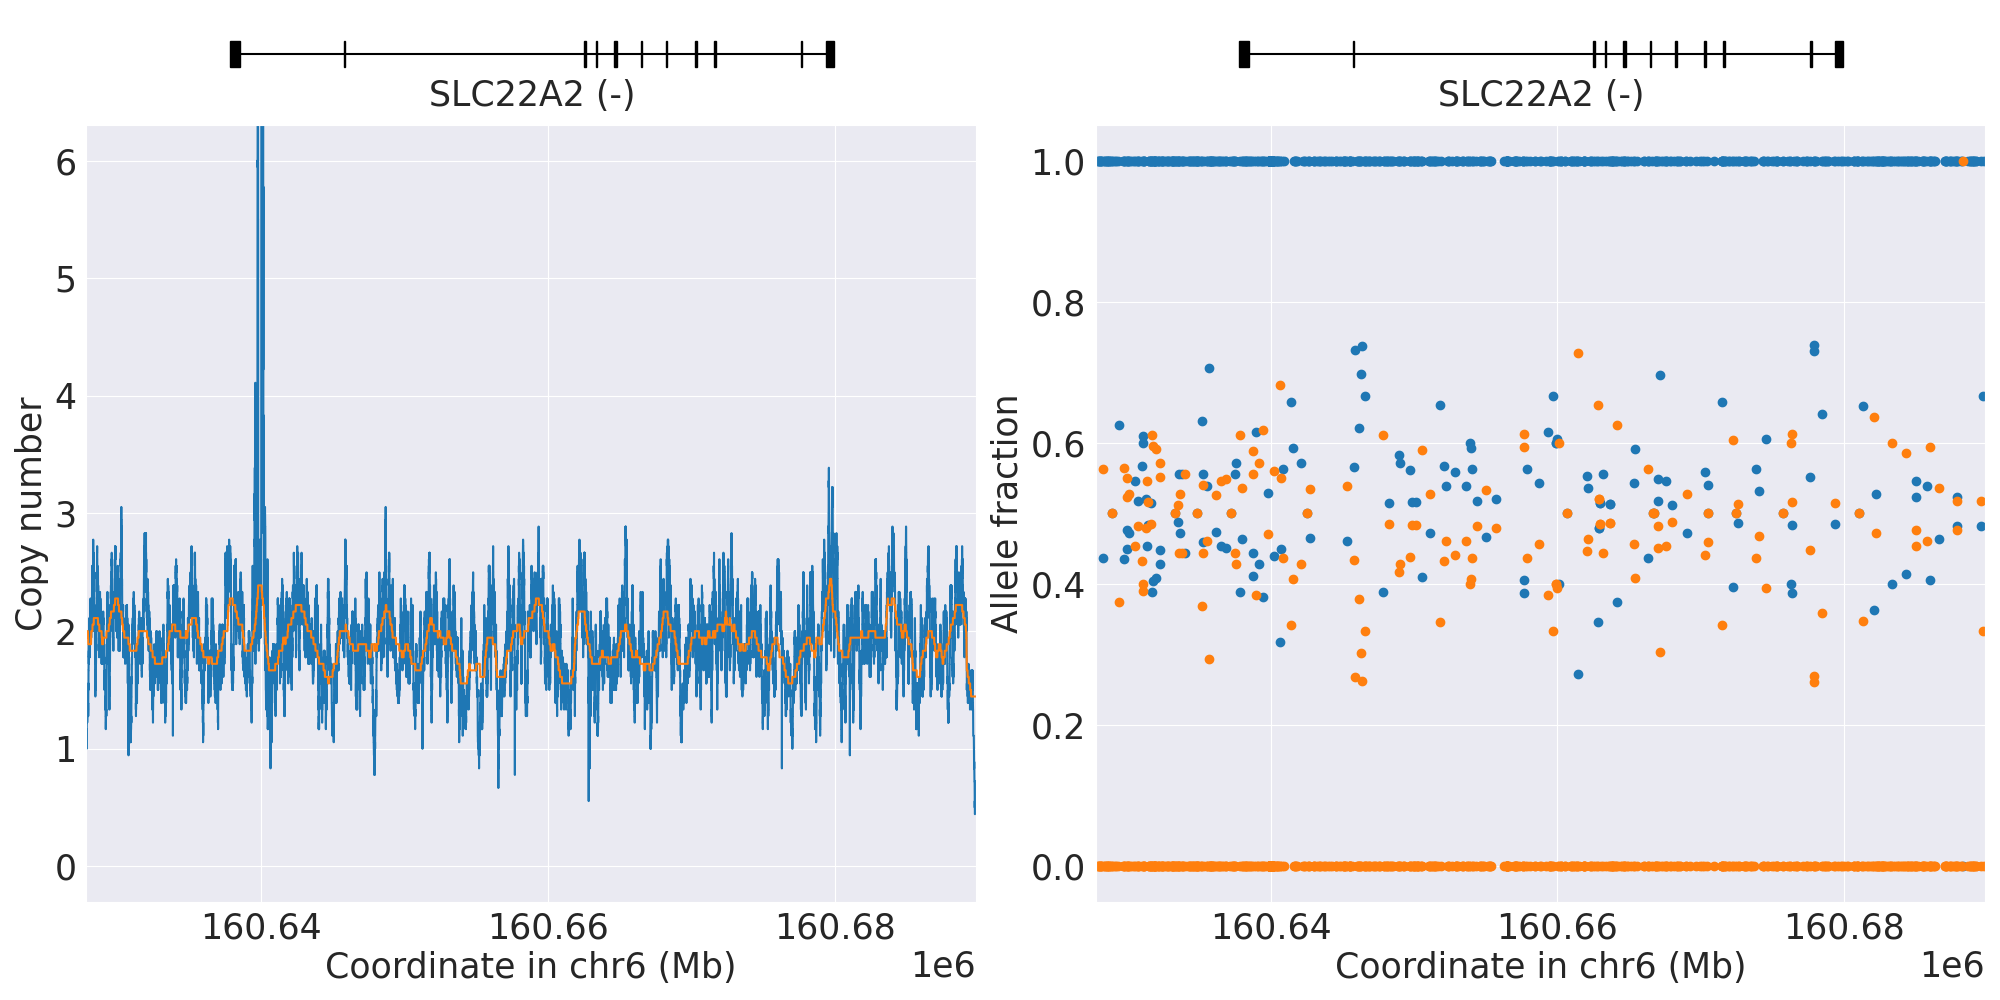 SLC22A2 (-)
Copy number
6
5
4
3
2
1
0
160.64 160.66 160.68
Coordinate in chr6 (Mb) 1e6
SLC22A2 (-)
Allele fraction
1.0
0.8
0.6
0.4
0.2
0.0
160.64 160.66 160.68
Coordinate in chr6 (Mb) 1e6